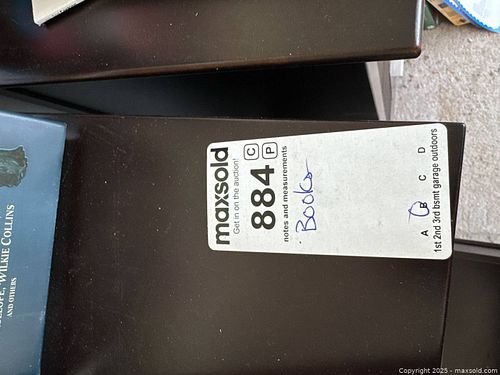 maxsold
Get in on the auction!
884 C P
notes and measurements
Books
A B C D
1st 2nd 3rd bsmt garage outdoors
WILKIE COLLINS
AND OTHERS
Copyright 2025 - maxsold.com